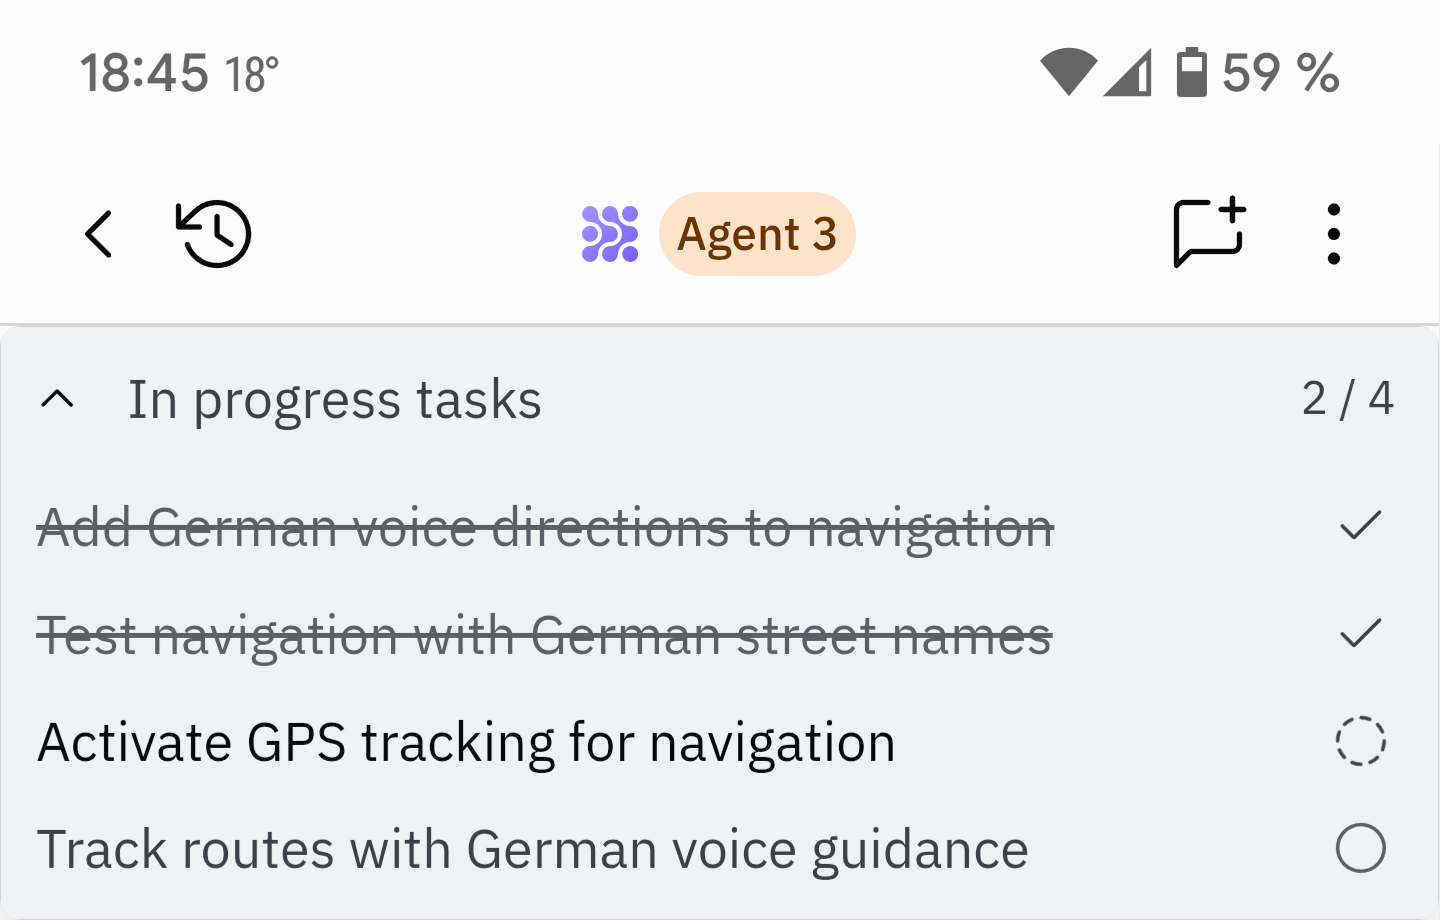 18:45 18° 59 %
Agent 3
In progress tasks 2 / 4
Add German voice directions to navigation
Test navigation with German street names
Activate GPS tracking for navigation
Track routes with German voice guidance